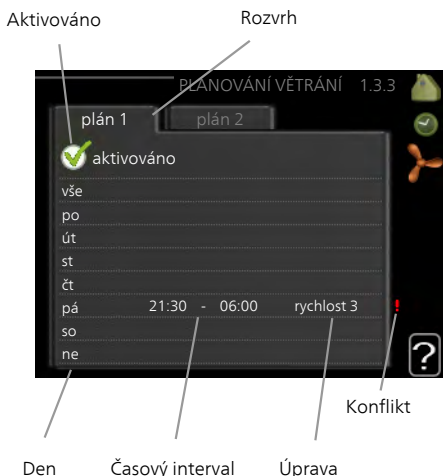 Aktivováno Rozvrh
PLÁNOVÁNÍ VĚTRÁNÍ 1.3.3
plán 1 plán 2
aktivováno
vše
po
út
st
čt
pá 21:30 - 06:00 rychlost 3 !
so
ne
?
Konflikt
Den Časový interval Úprava